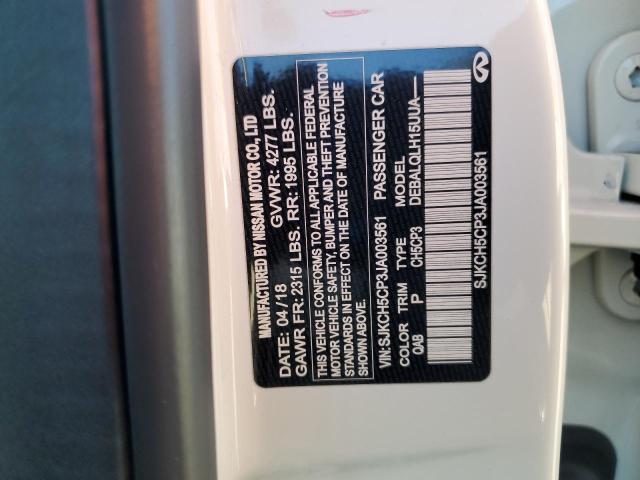 MANUFACTURED BY NISSAN MOTOR CO., LTD
DATE: 04/18 GVWR: 4277 LBS.
GAWR FR: 2315 LBS. RR: 1995 LBS.
THIS VEHICLE CONFORMS TO ALL APPLICABLE FEDERAL
MOTOR VEHICLE SAFETY, BUMPER AND THEFT PREVENTION
STANDARDS IN EFFECT ON THE DATE OF MANUFACTURE
SHOWN ABOVE.
VIN:SJKCH5CP3JA003561 PASSENGER CAR
COLOR TRIM TYPE MODEL
QAB P CH5CP3 DEBALQLH15UUA—
SJKCH5CP3JA003561